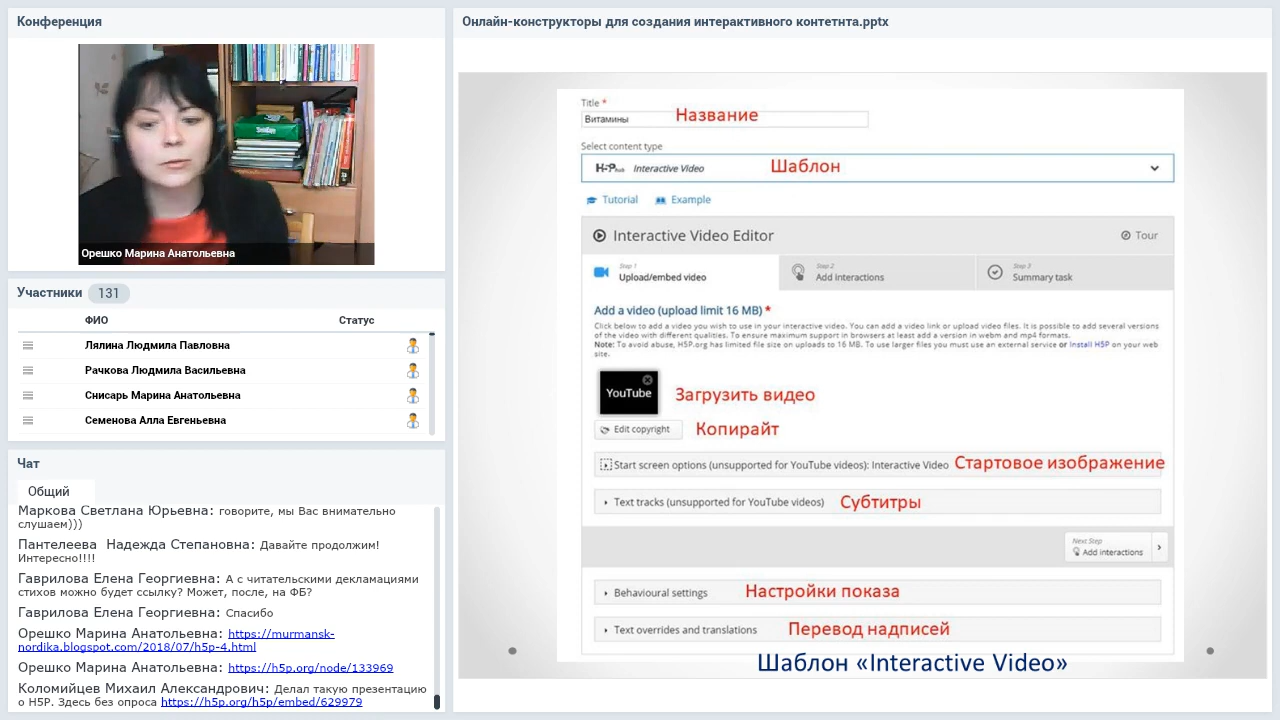 Конференция
Орешко Марина Анатольевна
Участники 131
ФИО Статус
Лялина Людмила Павловна
Рачкова Людмила Васильевна
Снисарь Марина Анатольевна
Семенова Алла Евгеньевна
Чат
Общий
Маркова Светлана Юрьевна: говорите, мы Вас внимательно
слушаем)))
Пантелеева Надежда Степановна: Давайте продолжим!
Интересно!!!!
Гаврилова Елена Георгиевна: А с читательскими декламациями
стихов можно будет ссылку? Может, после, на ФБ?
Гаврилова Елена Георгиевна: Спасибо
Орешко Марина Анатольевна: https://murmansk-
nordika.blogspot.com/2018/07/h5p-4.html
Орешко Марина Анатольевна: https://h5p.org/node/133969
Коломийцев Михаил Александрович: Делал такую презентацию
о H5P. Здесь без опроса https://h5p.org/h5p/embed/629979
Онлайн-конструкторы для создания интерактивного контетнта.pptx
Title *
Витамины Название
Select content type
H5P hub Interactive Video Шаблон
Tutorial Example
Interactive Video Editor Tour
Step 1 Step 2 Step 3
Upload/embed video Add interactions Summary task
Add a video (upload limit 16 MB) *
Click below to add a video you wish to use in your interactive video. You can add a video link or upload video files. It is possible to add several versions
of the video with different qualities. To ensure maximum support in browsers at least add a version in webm and mp4 formats.
Note: To avoid abuse, H5P.org has limited file size on uploads to 16 MB. To use larger files you must use an external service or Install H5P on your web
site.
YouTube Загрузить видео
Edit copyright Копирайт
Start screen options (unsupported for YouTube videos): Interactive Video Стартовое изображение
Text tracks (unsupported for YouTube videos) Субтитры
Next Step
Add interactions
Behavioural settings Настройки показа
Text overrides and translations Перевод надписей
Шаблон «Interactive Video»